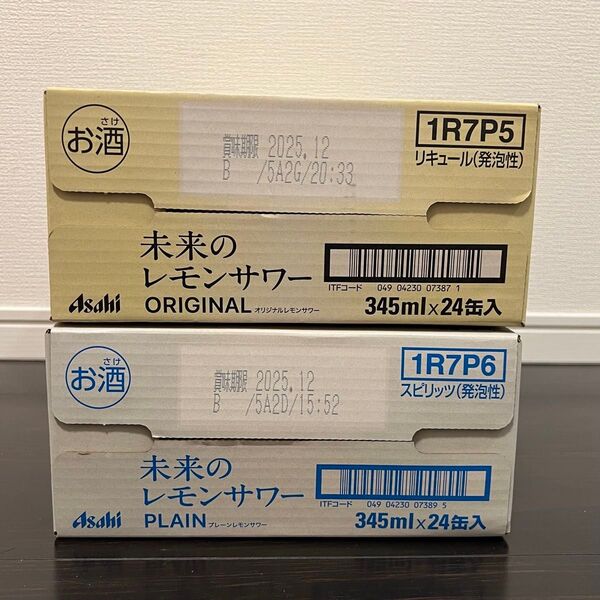 さけ
お酒
賞味期限 2025.12
B /5A2G/20:33
1R7P5
リキュール(発泡性)
未来の
レモンサワー
Asahi ORIGINAL オリジナルレモンサワー
ITFコード 049 04230 07387 1
345ml×24缶入
さけ
お酒
賞味期限 2025.12
B /5A2D/15:52
1R7P6
スピリッツ(発泡性)
未来の
レモンサワー
Asahi PLAIN プレーンレモンサワー
ITFコード 049 04230 07389 5
345ml×24缶入